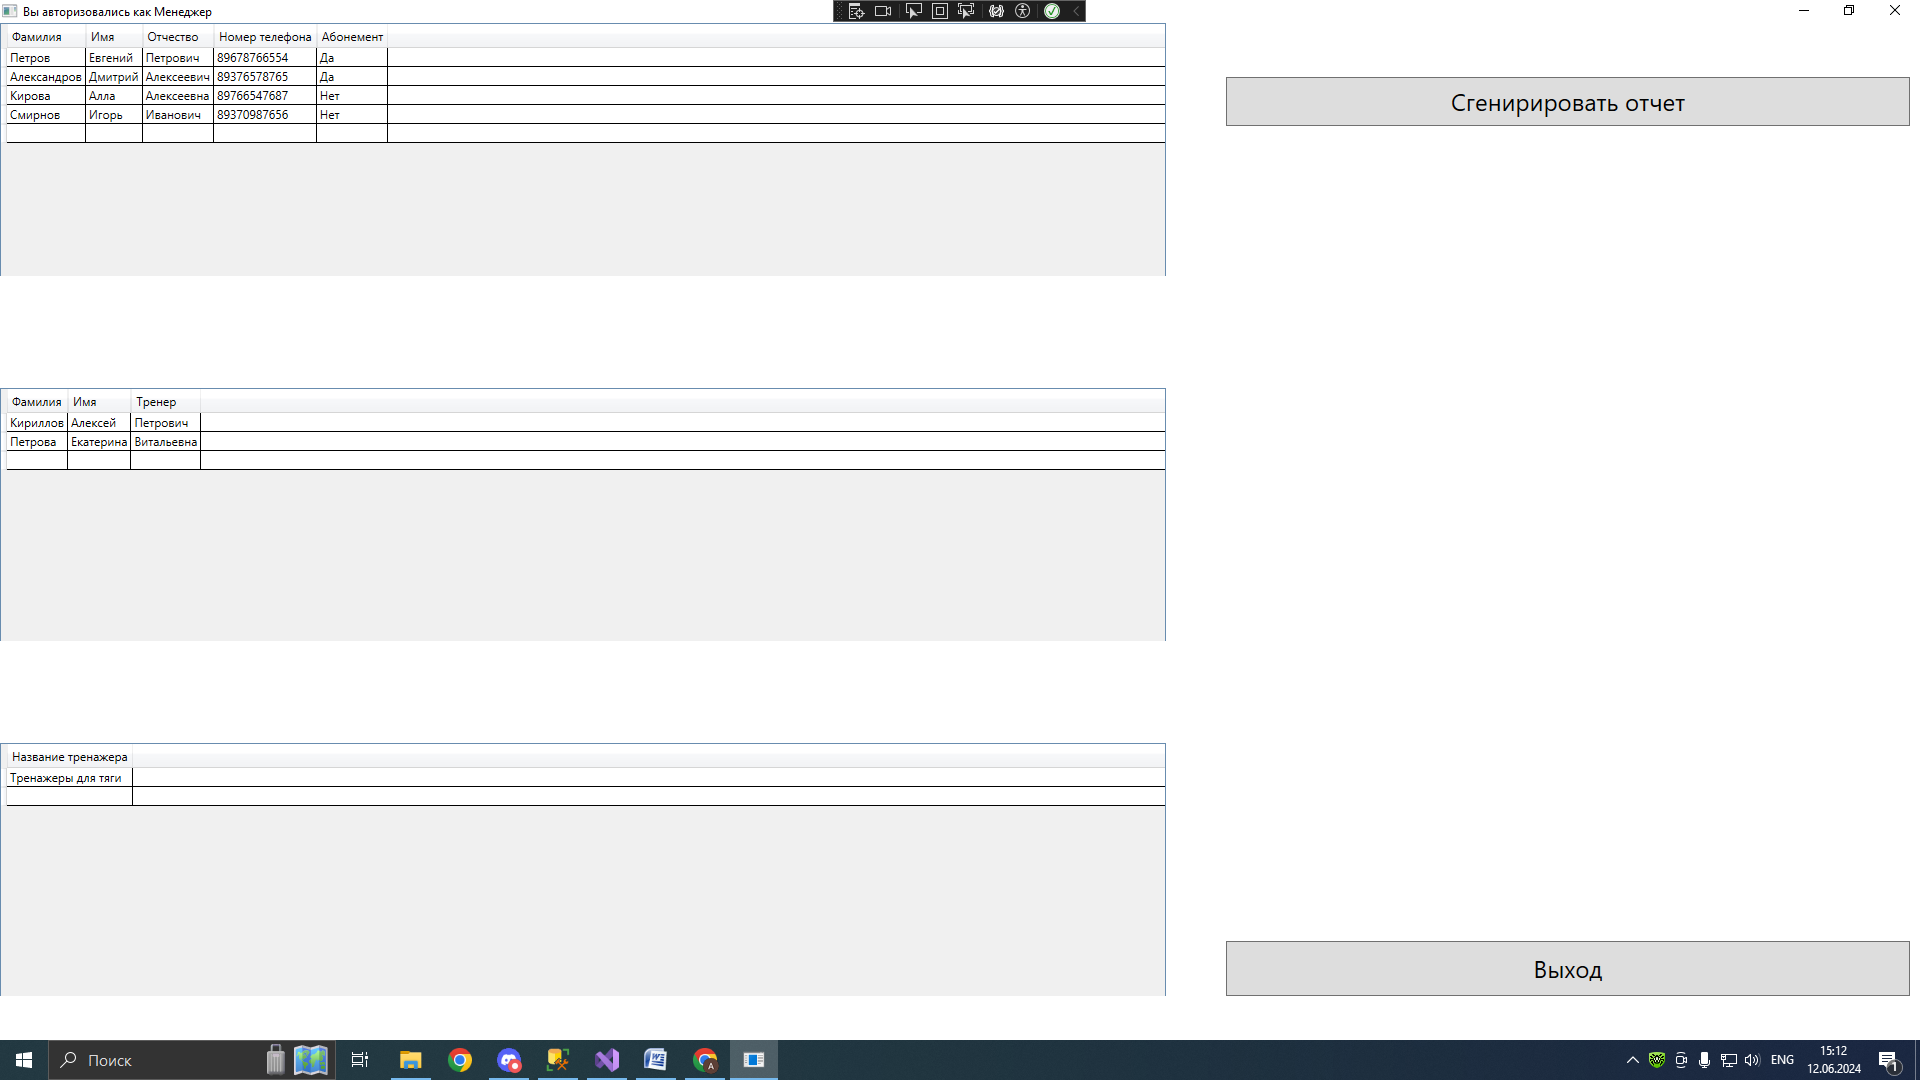 Вы авторизовались как Менеджер
Фамилия Имя Отчество Номер телефона Абонемент
Петров Евгений Петрович 89678766554 Да
Александров Дмитрий Алексеевич 89376578765 Да
Кирова Алла Алексеевна 89766547687 Нет
Смирнов Игорь Иванович 89370987656 Нет
Сгенирировать отчет
Фамилия Имя Тренер
Кириллов Алексей Петрович
Петрова Екатерина Витальевна
Название тренажера
Тренажеры для тяги
Выход
Поиск
A
ENG
15:12
12.06.2024
1